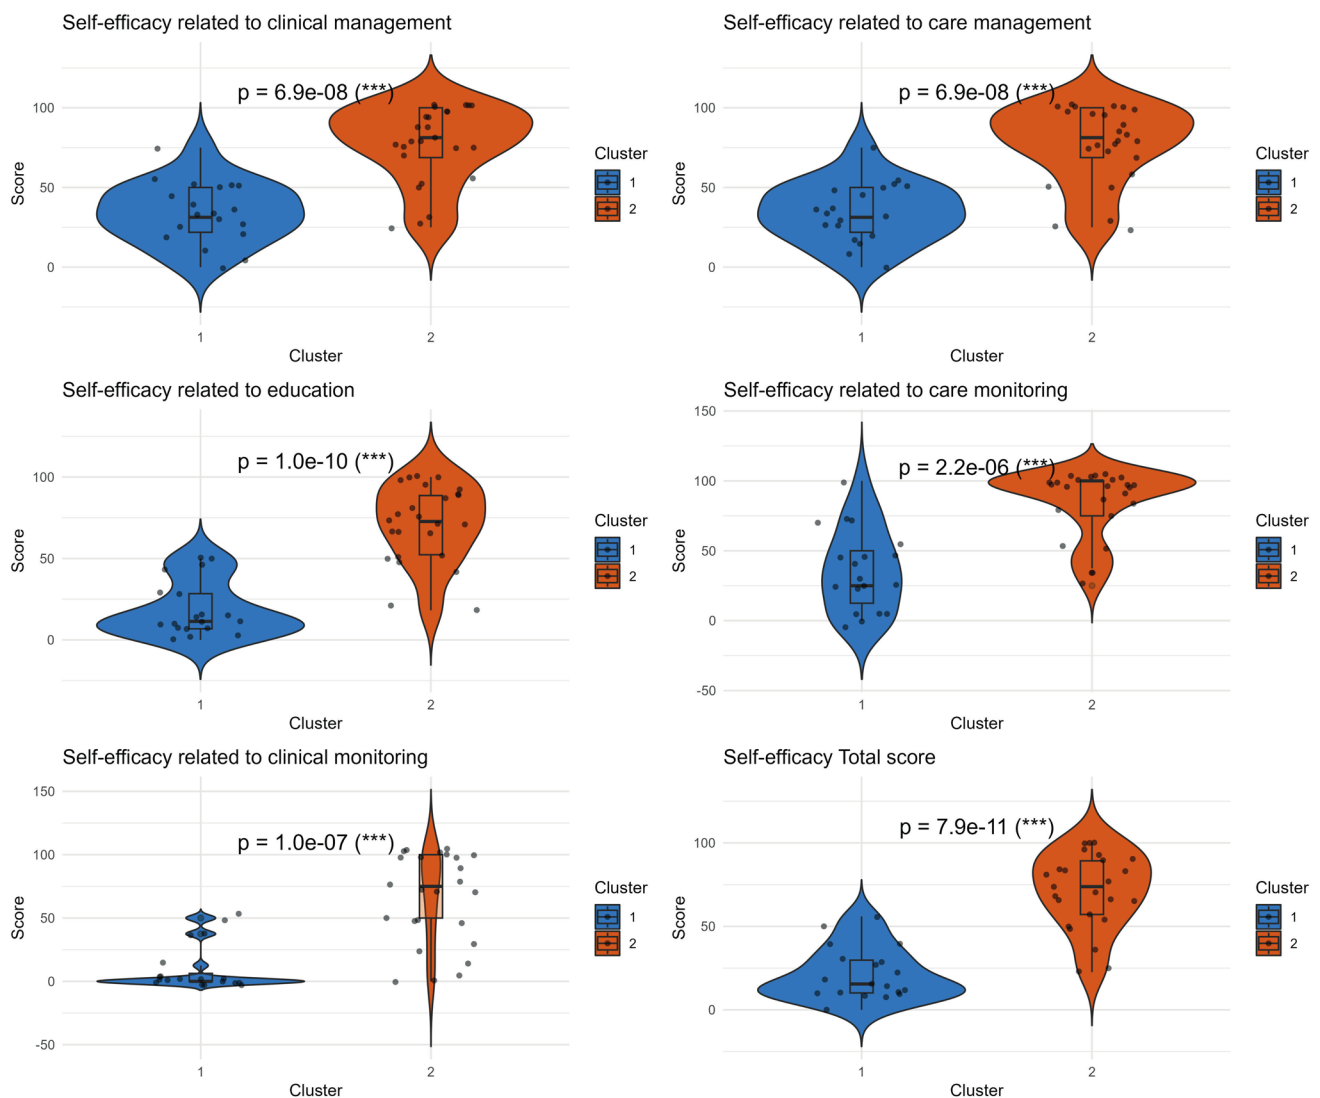 Self-efficacy related to clinical management
p = 6.9e-08 (***)
100
50
0
Score
1
2
Cluster
Cluster
1
2
Self-efficacy related to care management
p = 6.9e-08 (***)
100
50
0
Score
1
2
Cluster
Cluster
1
2
Self-efficacy related to education
p = 1.0e-10 (***)
100
50
0
Score
1
2
Cluster
Cluster
1
2
Self-efficacy related to care monitoring
150
p = 2.2e-06 (***)
100
50
0
-50
Score
1
2
Cluster
Cluster
1
2
Self-efficacy related to clinical monitoring
150
p = 1.0e-07 (***)
100
50
0
-50
Score
1
2
Cluster
Cluster
1
2
Self-efficacy Total score
p = 7.9e-11 (***)
100
50
0
Score
1
2
Cluster
Cluster
1
2